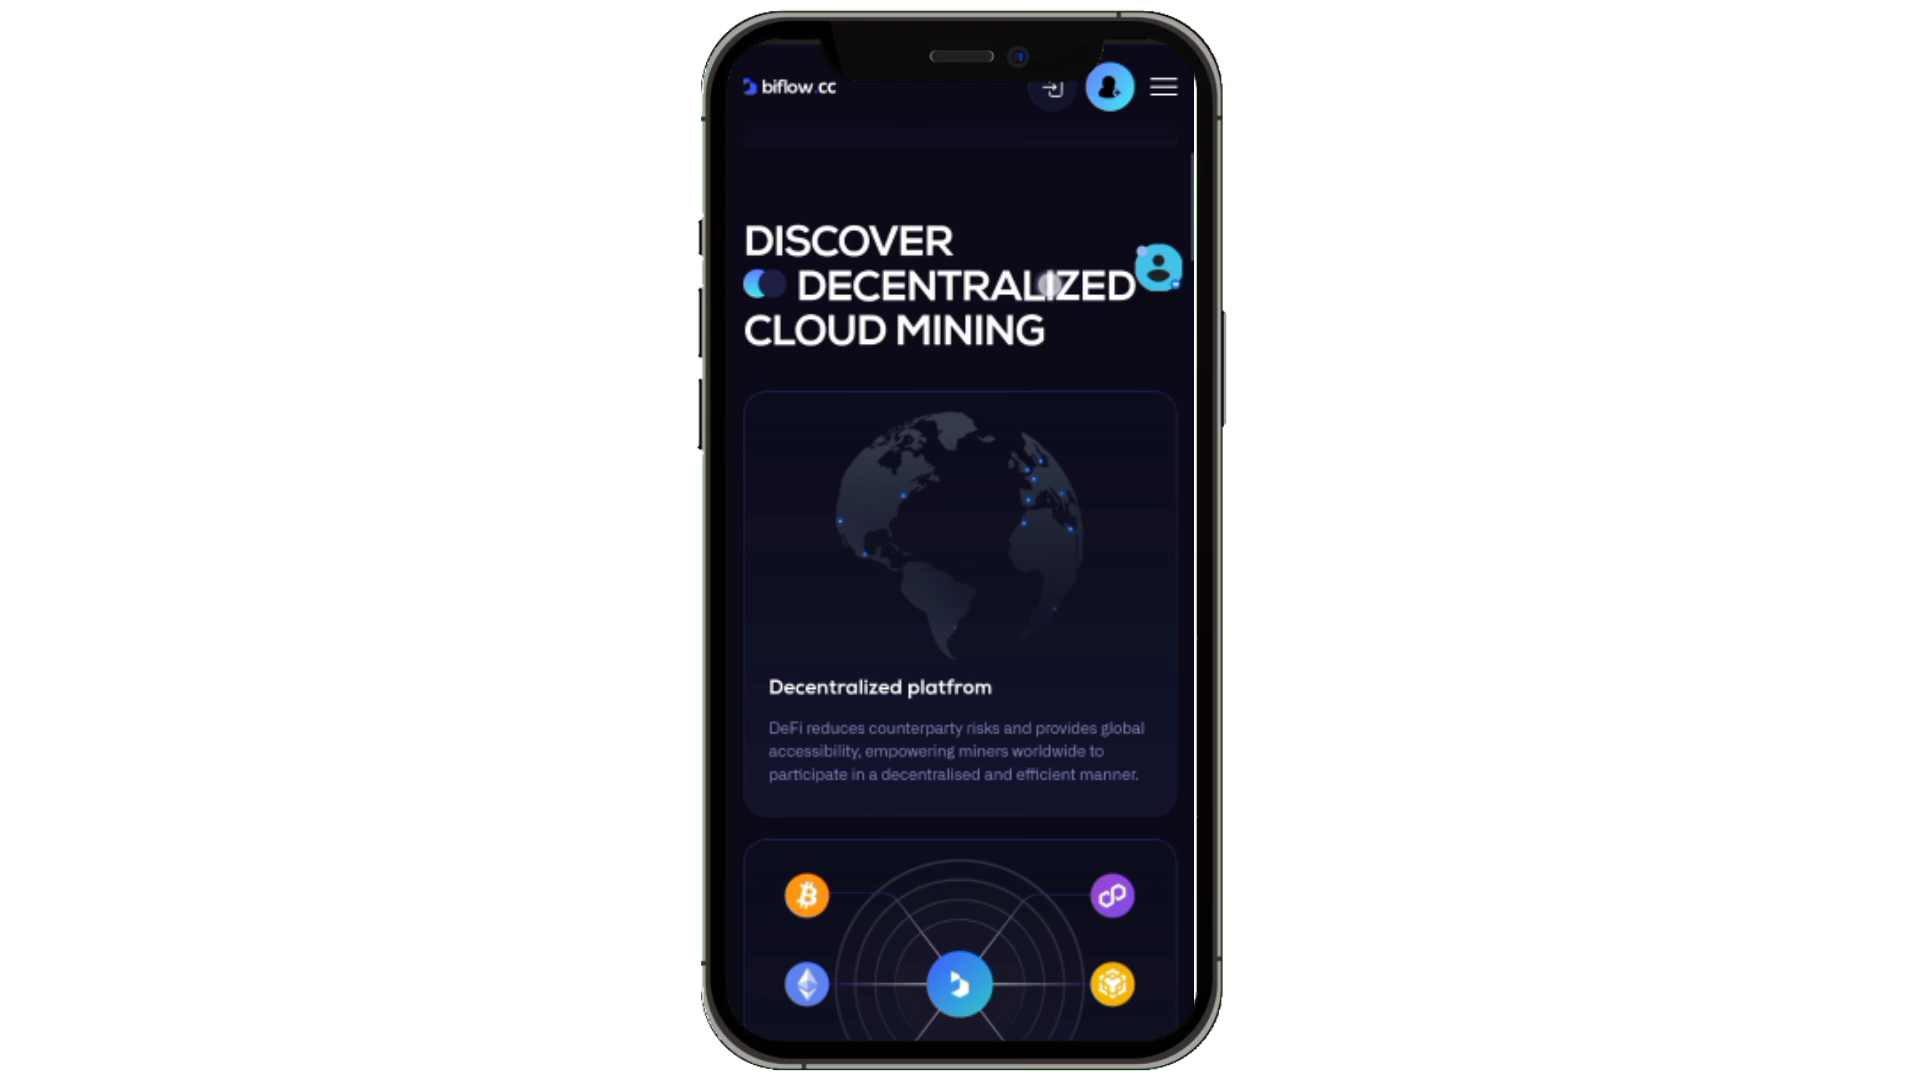 biflow.cc
DISCOVER
DECENTRALIZED
CLOUD MINING
Decentralized platfrom
DeFi reduces counterparty risks and provides global
accessibility, empowering miners worldwide to
participate in a decentralised and efficient manner.